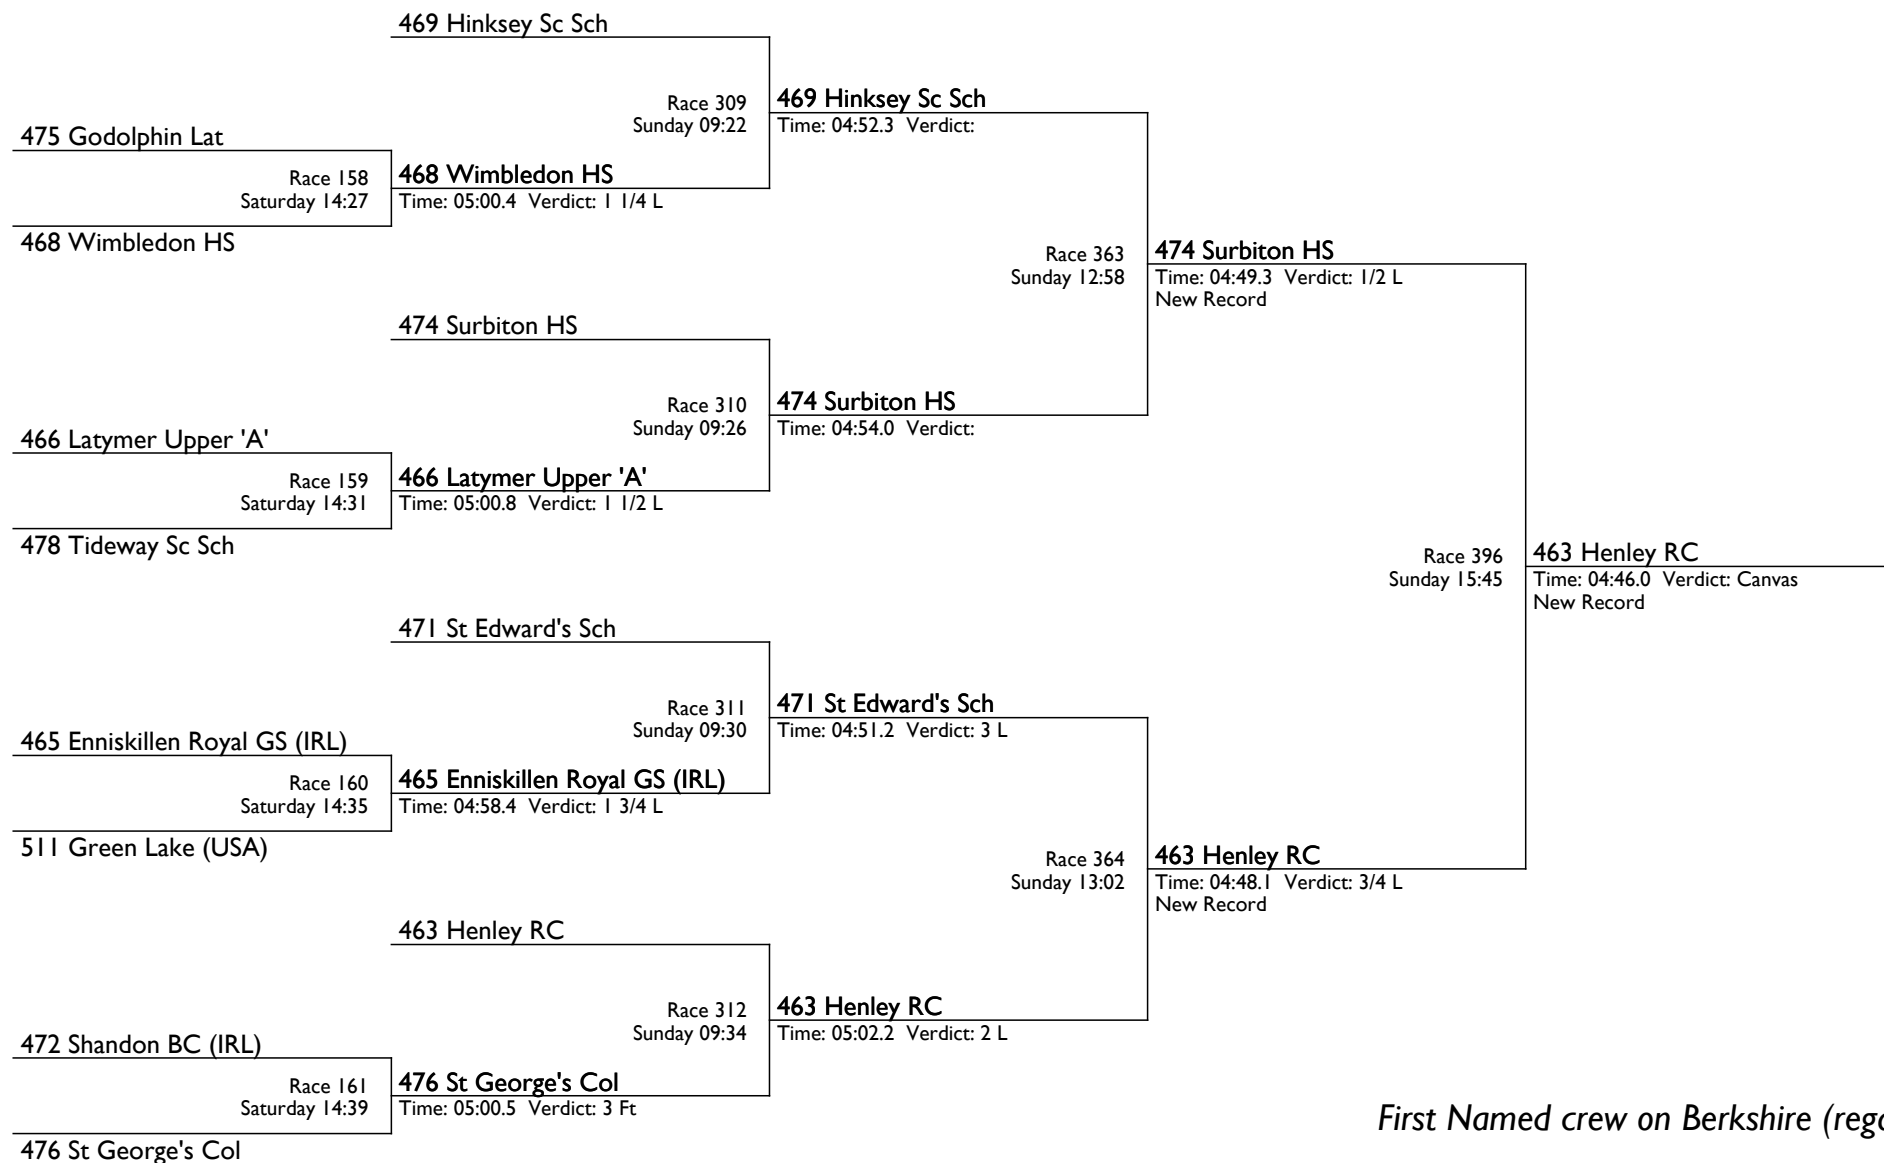 469 Hinksey Sc Sch
Race 309
Sunday 09:22
469 Hinksey Sc Sch
Time: 04:52.3 Verdict:
475 Godolphin Lat
Race 158
Saturday 14:27
468 Wimbledon HS
Time: 05:00.4 Verdict: 1 1/4 L
468 Wimbledon HS
Race 363
Sunday 12:58
474 Surbiton HS
Time: 04:49.3 Verdict: 1/2 L
New Record
474 Surbiton HS
Race 310
Sunday 09:26
474 Surbiton HS
Time: 04:54.0 Verdict:
466 Latymer Upper 'A'
Race 159
Saturday 14:31
466 Latymer Upper 'A'
Time: 05:00.8 Verdict: 1 1/2 L
478 Tideway Sc Sch
Race 396
Sunday 15:45
463 Henley RC
Time: 04:46.0 Verdict: Canvas
New Record
471 St Edward's Sch
Race 311
Sunday 09:30
471 St Edward's Sch
Time: 04:51.2 Verdict: 3 L
465 Enniskillen Royal GS (IRL)
Race 160
Saturday 14:35
465 Enniskillen Royal GS (IRL)
Time: 04:58.4 Verdict: 1 3/4 L
511 Green Lake (USA)
Race 364
Sunday 13:02
463 Henley RC
Time: 04:48.1 Verdict: 3/4 L
New Record
463 Henley RC
Race 312
Sunday 09:34
463 Henley RC
Time: 05:02.2 Verdict: 2 L
472 Shandon BC (IRL)
Race 161
Saturday 14:39
476 St George's Col
Time: 05:00.5 Verdict: 3 Ft
476 St George's Col
First Named crew on Berkshire